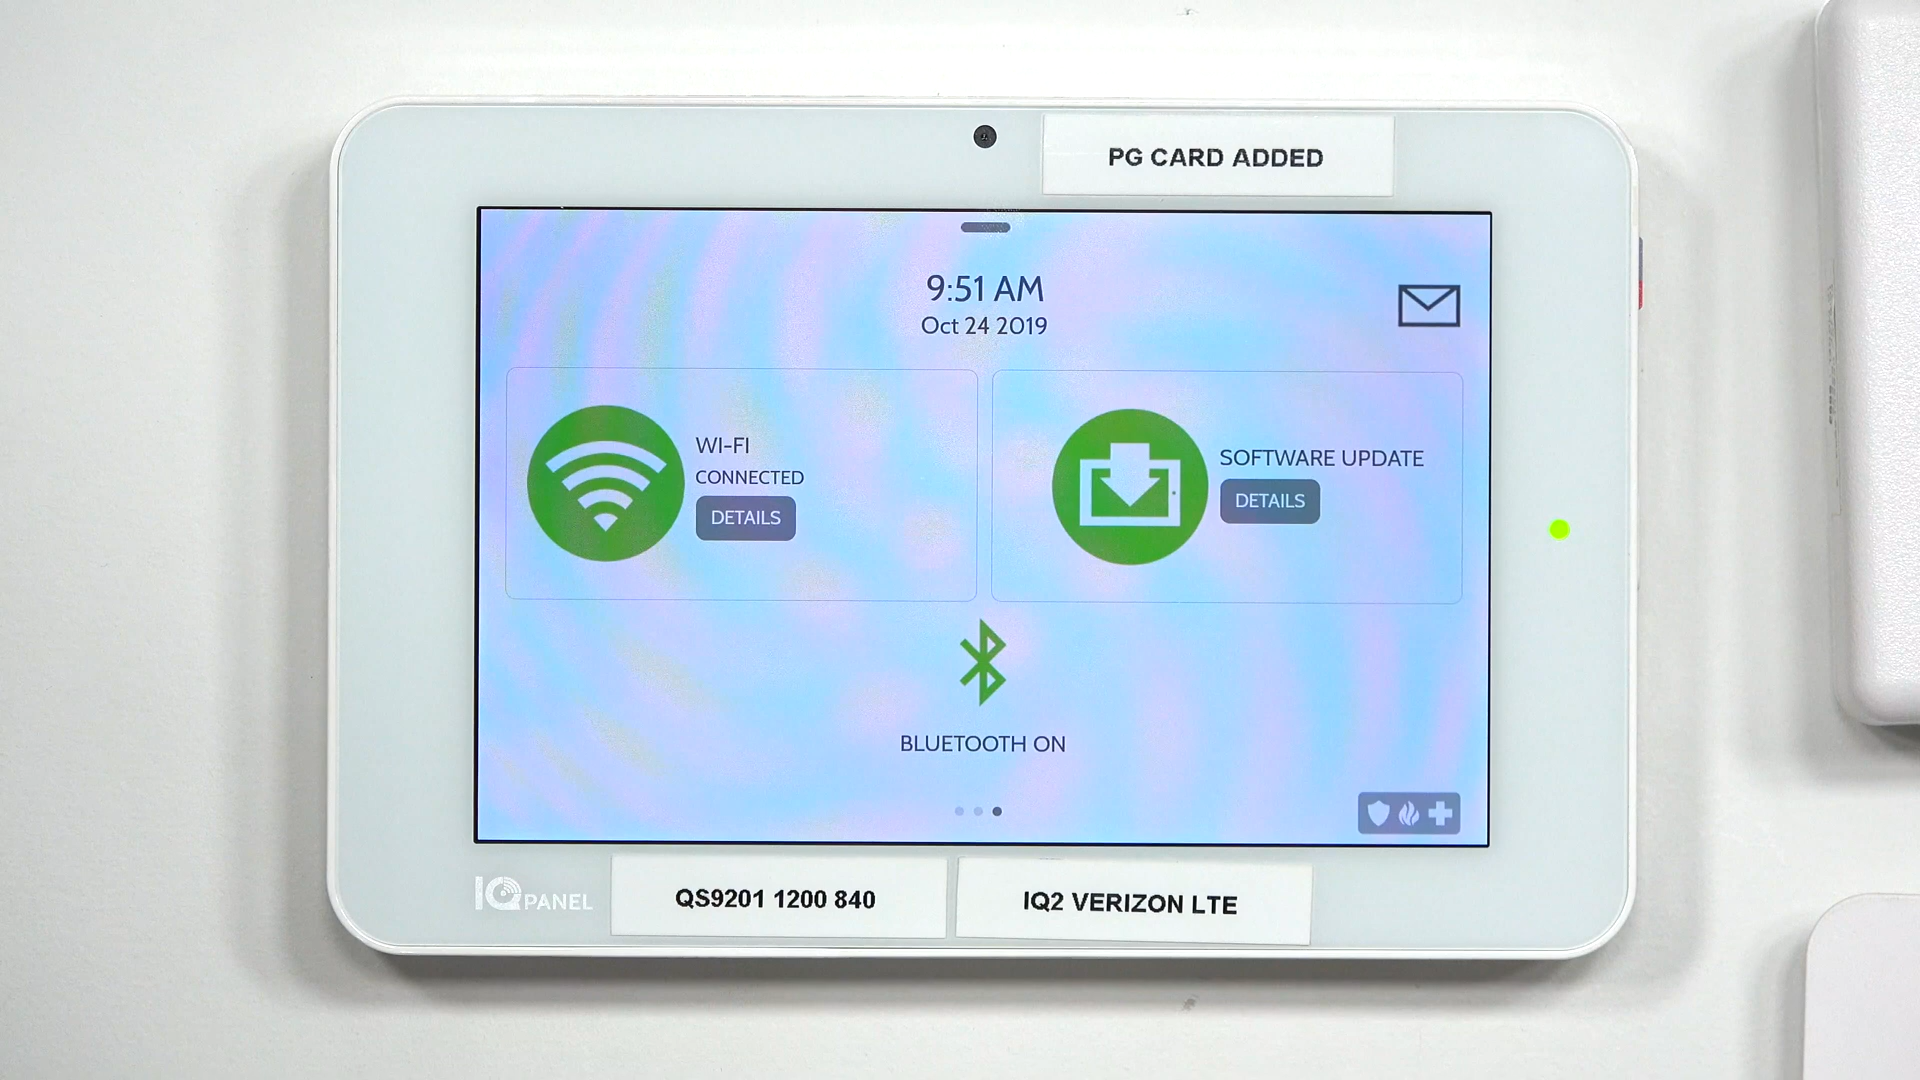 PG CARD ADDED
9:51 AM
Oct 24 2019
WI-FI
CONNECTED
DETAILS
SOFTWARE UPDATE
DETAILS
BLUETOOTH ON
IQ PANEL
QS9201 1200 840
IQ2 VERIZON LTE